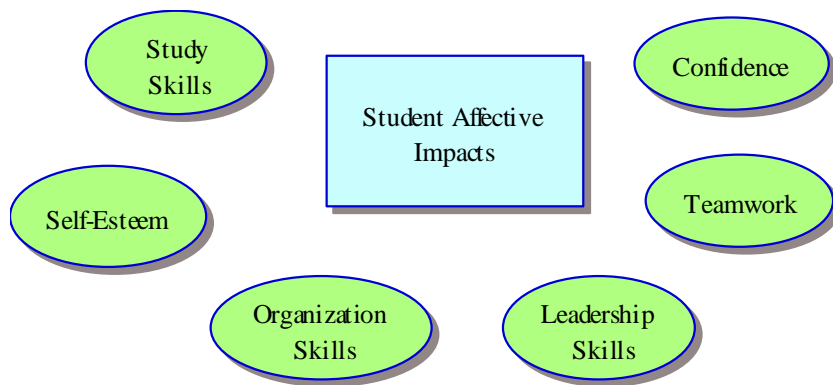 Study
Skills
Student Affective
Impacts
Confidence
Self-Esteem
Teamwork
Organization
Skills
Leadership
Skills